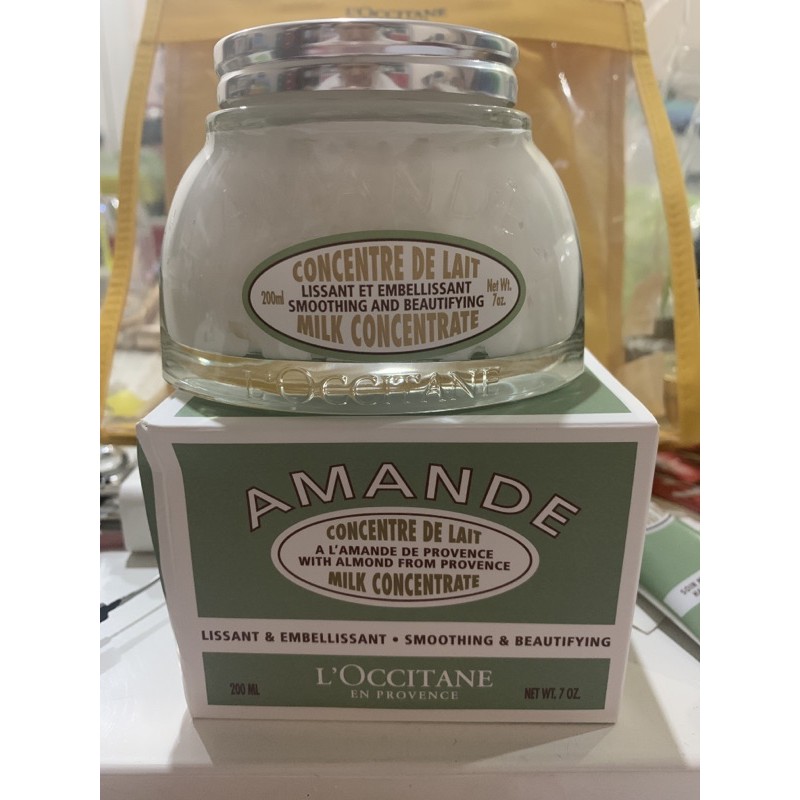 L'OCCITANE
AMANDE
CONCENTRE DE LAIT
LISSANT ET EMBELLISSANT
200ml
SMOOTHING AND BEAUTIFYING
Net Wt.
7oz.
MILK CONCENTRATE
L'OCCITANE
AMANDE
CONCENTRE DE LAIT
A L'AMANDE DE PROVENCE
WITH ALMOND FROM PROVENCE
MILK CONCENTRATE
LISSANT & EMBELLISSANT • SMOOTHING & BEAUTIFYING
L'OCCITANE
EN PROVENCE
200 ML
NET WT. 7 OZ.
SOIN